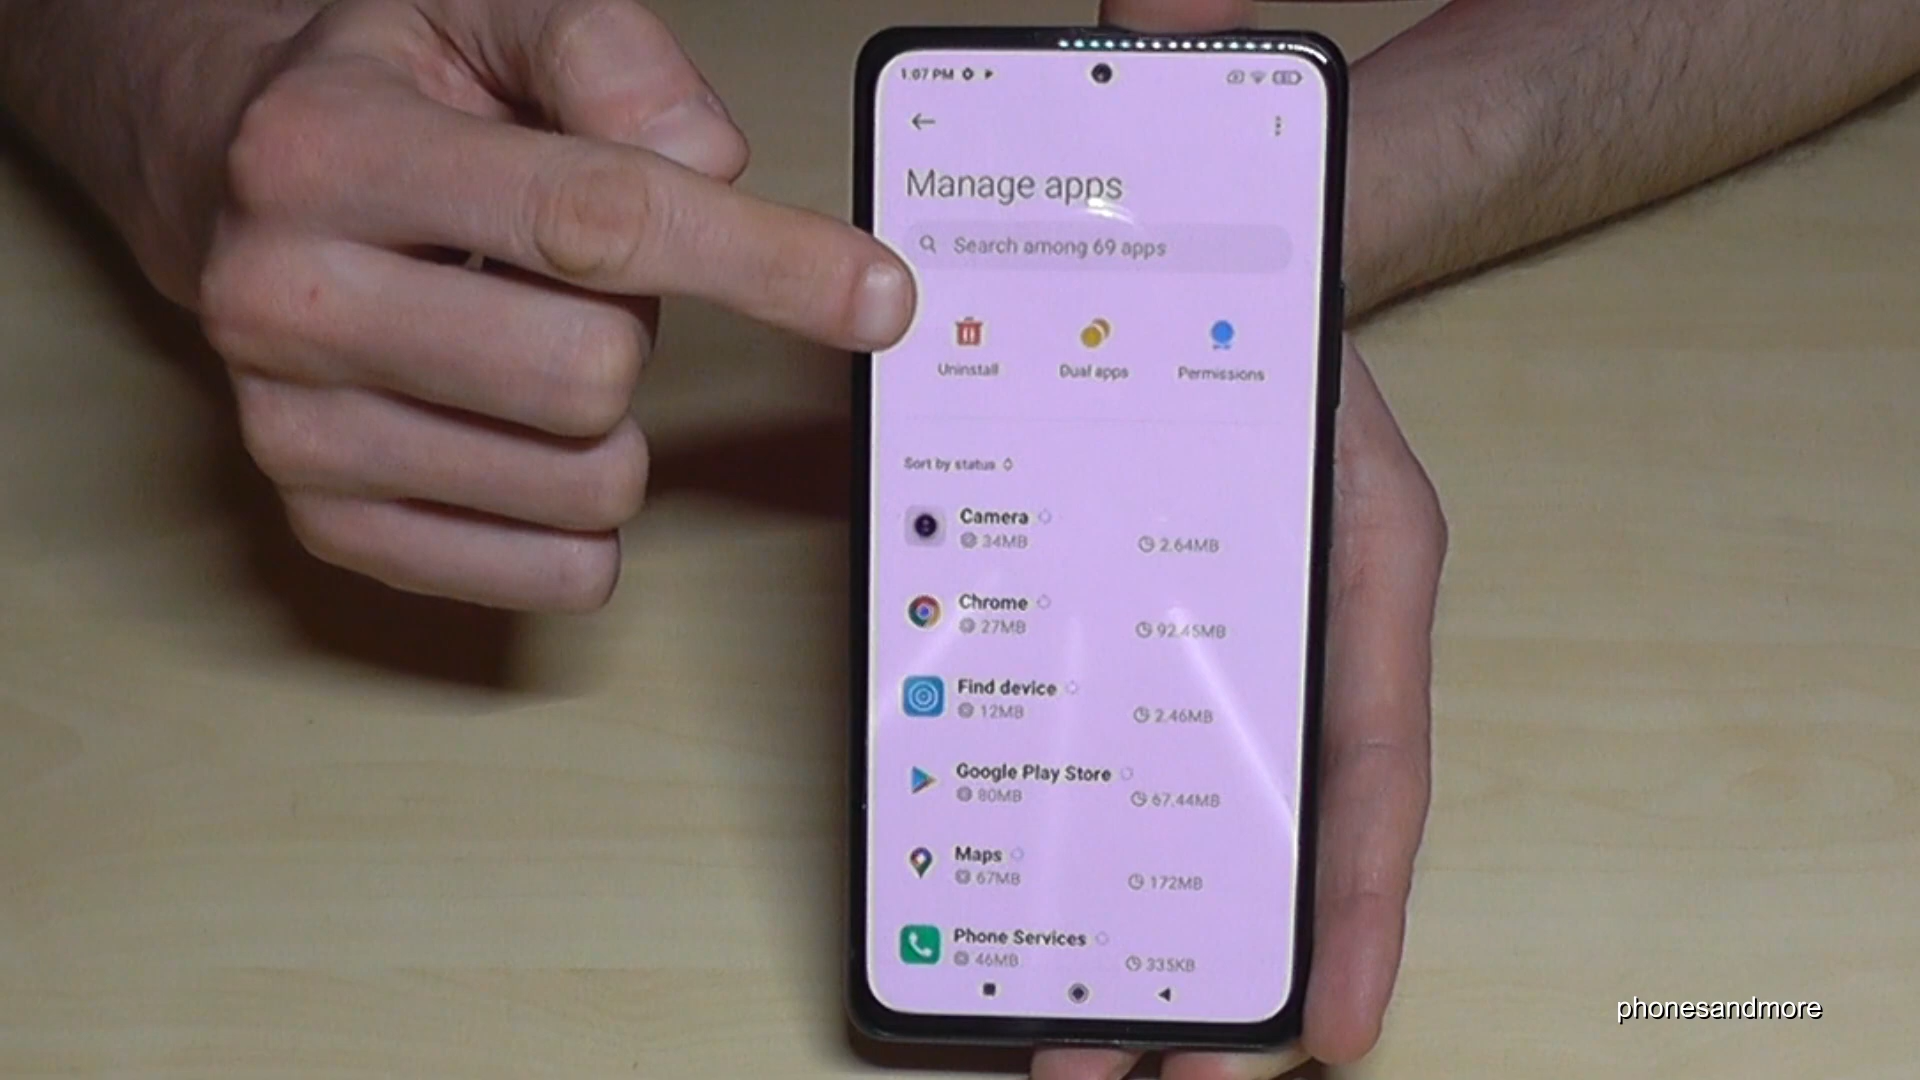 1:07 PM
Manage apps
Search among 69 apps
Uninstall
Dual apps
Permissions
Sort by status
Camera
34MB
2.64MB
Chrome
27MB
92.45MB
Find device
12MB
2.46MB
Google Play Store
80MB
67.44MB
Maps
67MB
172MB
Phone Services
46MB
335KB
phonesandmore